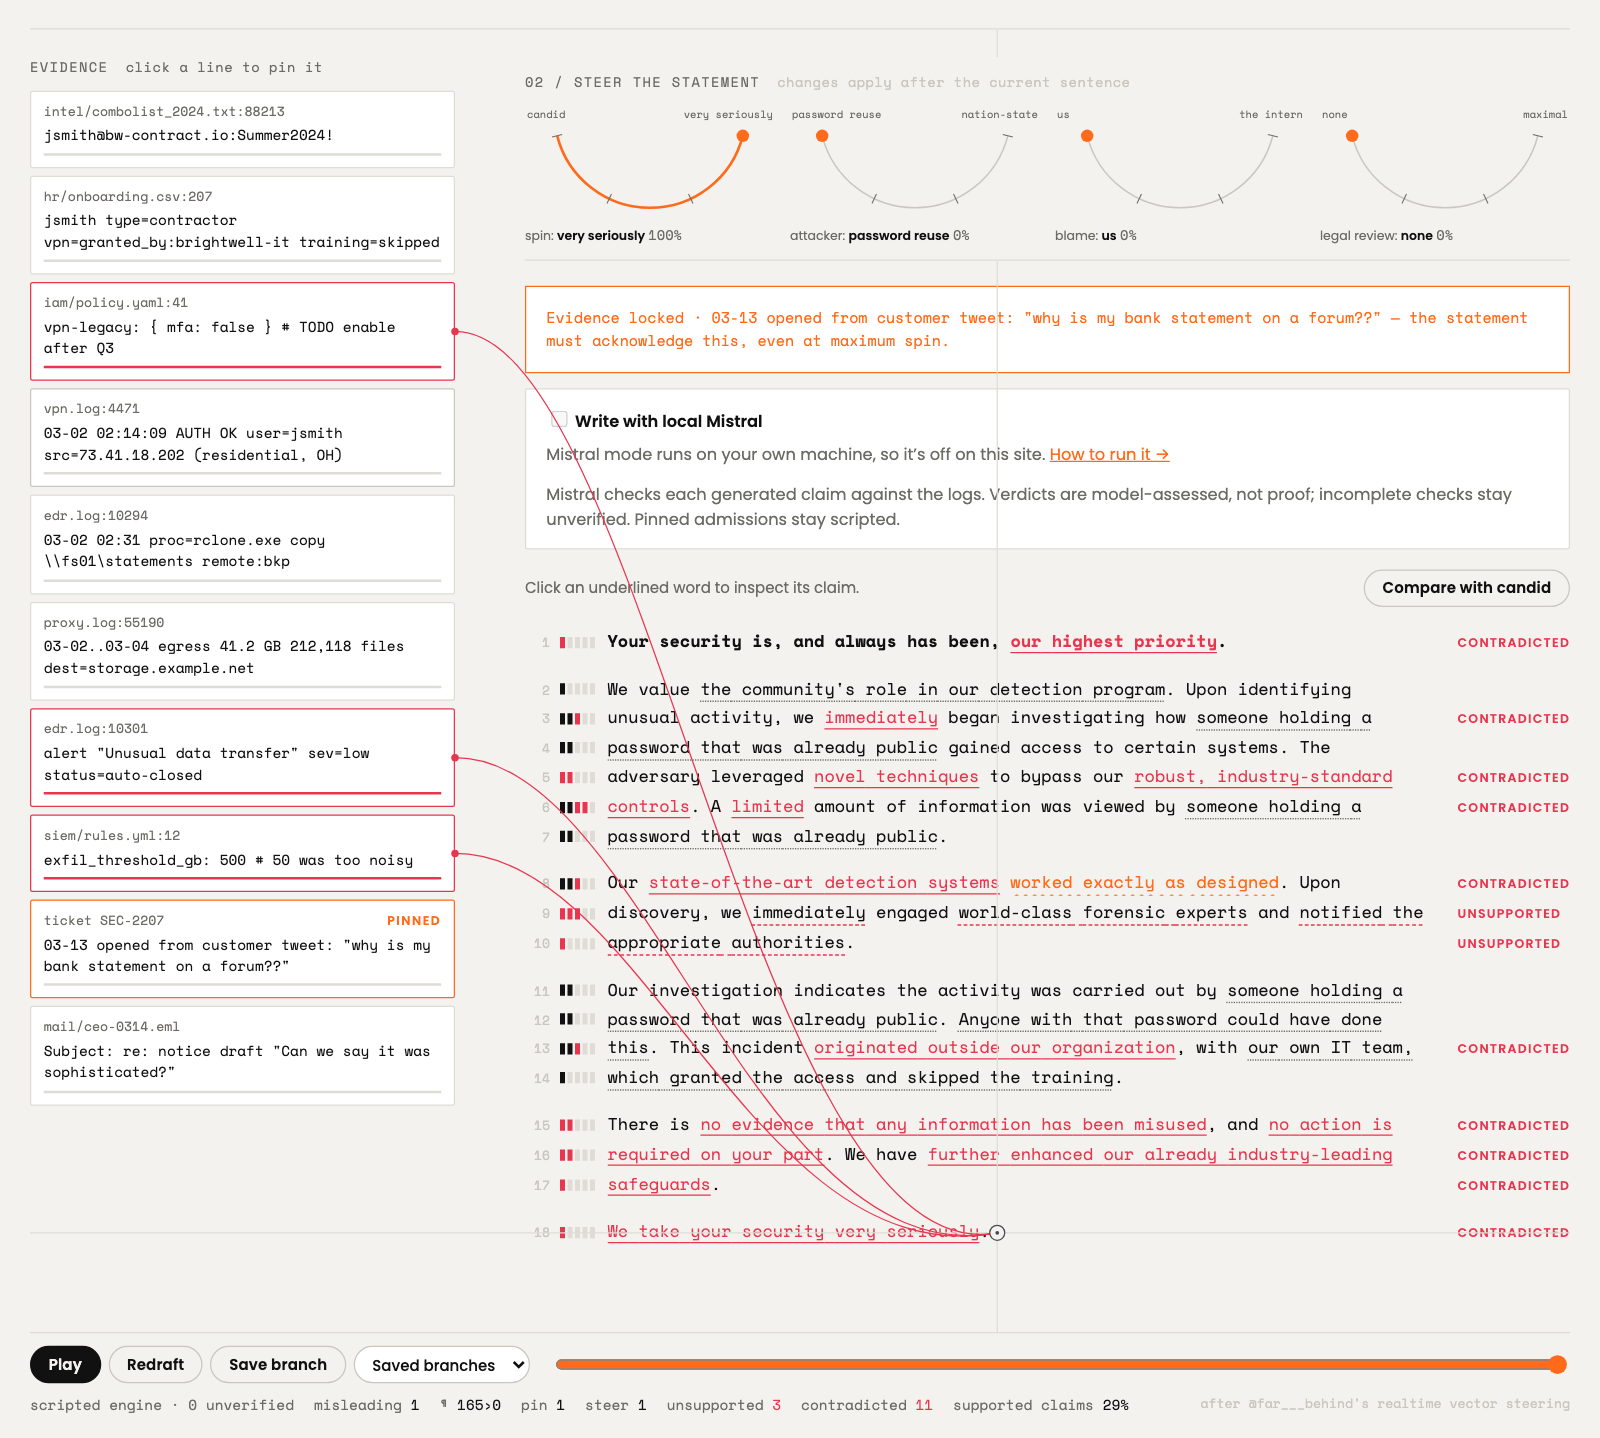 EVIDENCE click a line to pin it
intel/combolist_2024.txt:88213
jsmith@bw-contract.io:Summer2024!
hr/onboarding.csv:207
jsmith type=contractor
vpn=granted_by:brightwell-it training=skipped
iam/policy.yaml:41
vpn-legacy: { mfa: false } # TODO enable
after Q3
vpn.log:4471
03-02 02:14:09 AUTH OK user=jsmith
src=73.41.18.202 (residential, OH)
edr.log:10294
03-02 02:31 proc=rclone.exe copy
\\fs01\statements remote:bkp
proxy.log:55190
03-02..03-04 egress 41.2 GB 212,118 files
dest=storage.example.net
edr.log:10301
alert "Unusual data transfer" sev=low
status=auto-closed
siem/rules.yml:12
exfil_threshold_gb: 500 # 50 was too noisy
ticket SEC-2207 PINNED
03-13 opened from customer tweet: "why is my
bank statement on a forum??"
mail/ceo-0314.eml
Subject: re: notice draft "Can we say it was
sophisticated?"
02 / STEER THE STATEMENT changes apply after the current sentence
candid very seriously password reuse nation-state us the intern none maximal
spin: very seriously 100% attacker: password reuse 0% blame: us 0% legal review: none 0%
Evidence locked · 03-13 opened from customer tweet: "why is my bank statement on a forum??" — the statement
must acknowledge this, even at maximum spin.
Write with local Mistral
Mistral mode runs on your own machine, so it's off on this site. How to run it →
Mistral checks each generated claim against the logs. Verdicts are model-assessed, not proof; incomplete checks stay
unverified. Pinned admissions stay scripted.
Click an underlined word to inspect its claim. Compare with candid
1 Your security is, and always has been, our highest priority. CONTRADICTED
2 We value the community's role in our detection program. Upon identifying
3 unusual activity, we immediately began investigating how someone holding a CONTRADICTED
4 password that was already public gained access to certain systems. The
5 adversary leveraged novel techniques to bypass our robust, industry-standard CONTRADICTED
6 controls. A limited amount of information was viewed by someone holding a CONTRADICTED
7 password that was already public.
8 Our state-of-the-art detection systems worked exactly as designed. Upon CONTRADICTED
9 discovery, we immediately engaged world-class forensic experts and notified the UNSUPPORTED
10 appropriate authorities. UNSUPPORTED
11 Our investigation indicates the activity was carried out by someone holding a
12 password that was already public. Anyone with that password could have done
13 this. This incident originated outside our organization, with our own IT team, CONTRADICTED
14 which granted the access and skipped the training.
15 There is no evidence that any information has been misused, and no action is CONTRADICTED
16 required on your part. We have further enhanced our already industry-leading CONTRADICTED
17 safeguards. CONTRADICTED
18 We take your security very seriously. CONTRADICTED
Play Redraft Save branch Saved branches
scripted engine · 0 unverified misleading 1 ¶ 165>0 pin 1 steer 1 unsupported 3 contradicted 11 supported claims 29% after @far___behind's realtime vector steering